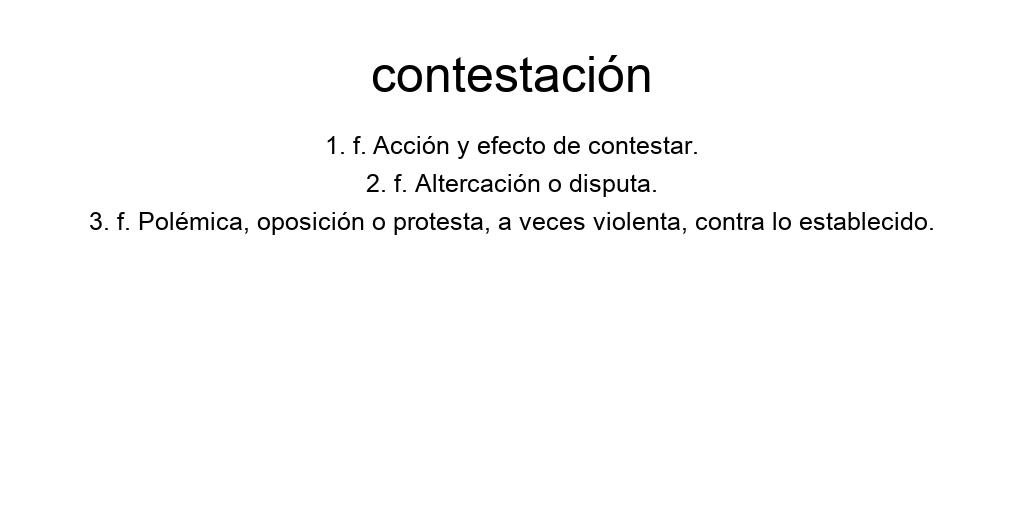 contestación
1. f. Acción y efecto de contestar.
2. f. Altercación o disputa.
3. f. Polémica, oposición o protesta, a veces violenta, contra lo establecido.